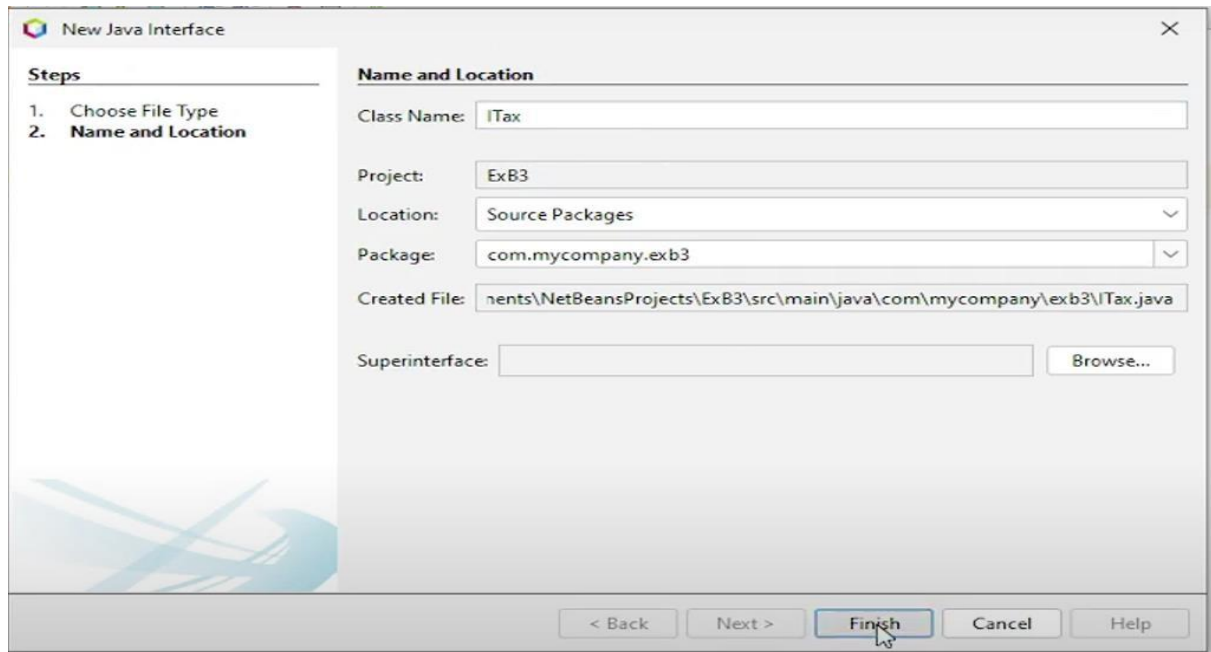 New Java Interface
Steps
1. Choose File Type
2. Name and Location
Name and Location
Class Name: ITax
Project: ExB3
Location: Source Packages
Package: com.mycompany.exb3
Created File: nents\NetBeansProjects\ExB3\src\main\java\com\mycompany\exb3\ITax.java
Superinterface: Browse...
< Back Next > Finish Cancel Help